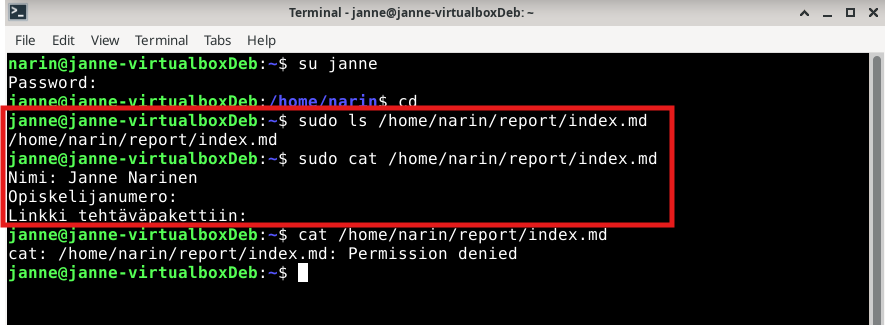 Terminal - janne@janne-virtualboxDeb: ~
File Edit View Terminal Tabs Help
narin@janne-virtualboxDeb:~$ su janne
Password:
janne@janne-virtualboxDeb:/home/narin$ cd
janne@janne-virtualboxDeb:~$ sudo ls /home/narin/report/index.md
/home/narin/report/index.md
janne@janne-virtualboxDeb:~$ sudo cat /home/narin/report/index.md
Nimi: Janne Narinen
Opiskelijanumero:
Linkki tehtäväpakettiin:
janne@janne-virtualboxDeb:~$ cat /home/narin/report/index.md
cat: /home/narin/report/index.md: Permission denied
janne@janne-virtualboxDeb:~$